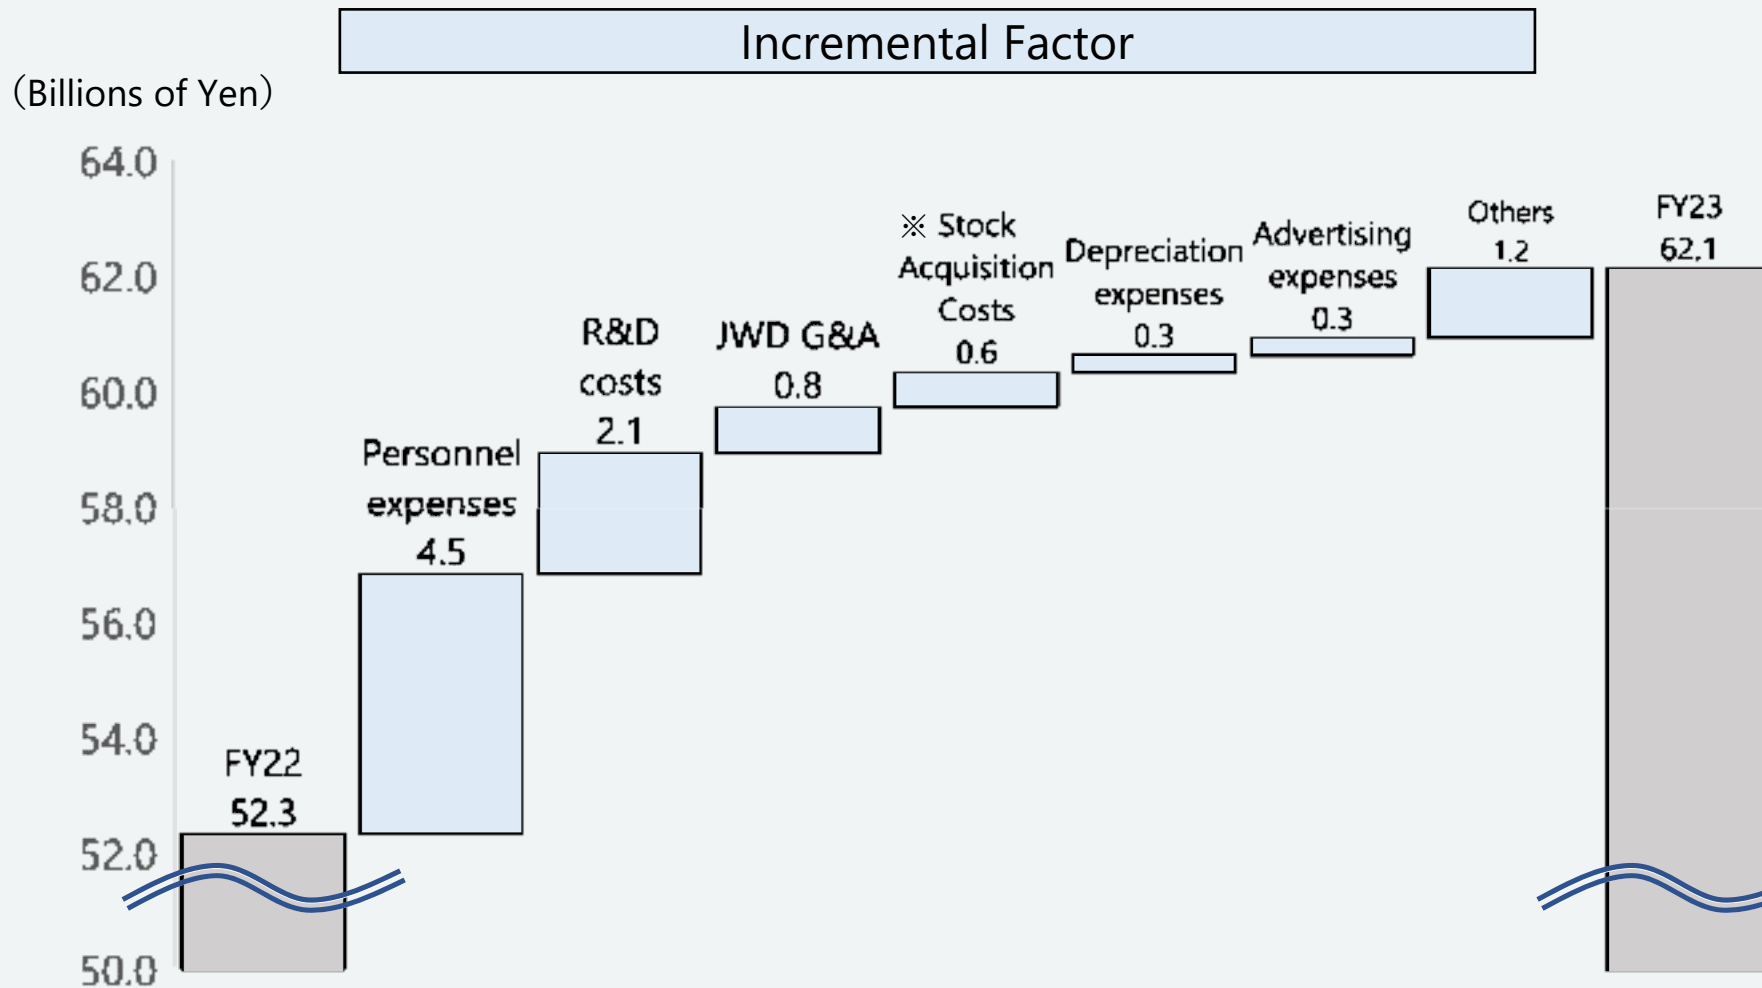 Incremental Factor
（Billions of Yen）
64.0
62.0
60.0
58.0
56.0
54.0
52.0
50.0
FY22
52.3
Personnel
expenses
4.5
R&D
costs
2.1
JWD G&A
0.8
※ Stock
Acquisition
Costs
0.6
Depreciation
expenses
0.3
Advertising
expenses
0.3
Others
1.2
FY23
62.1